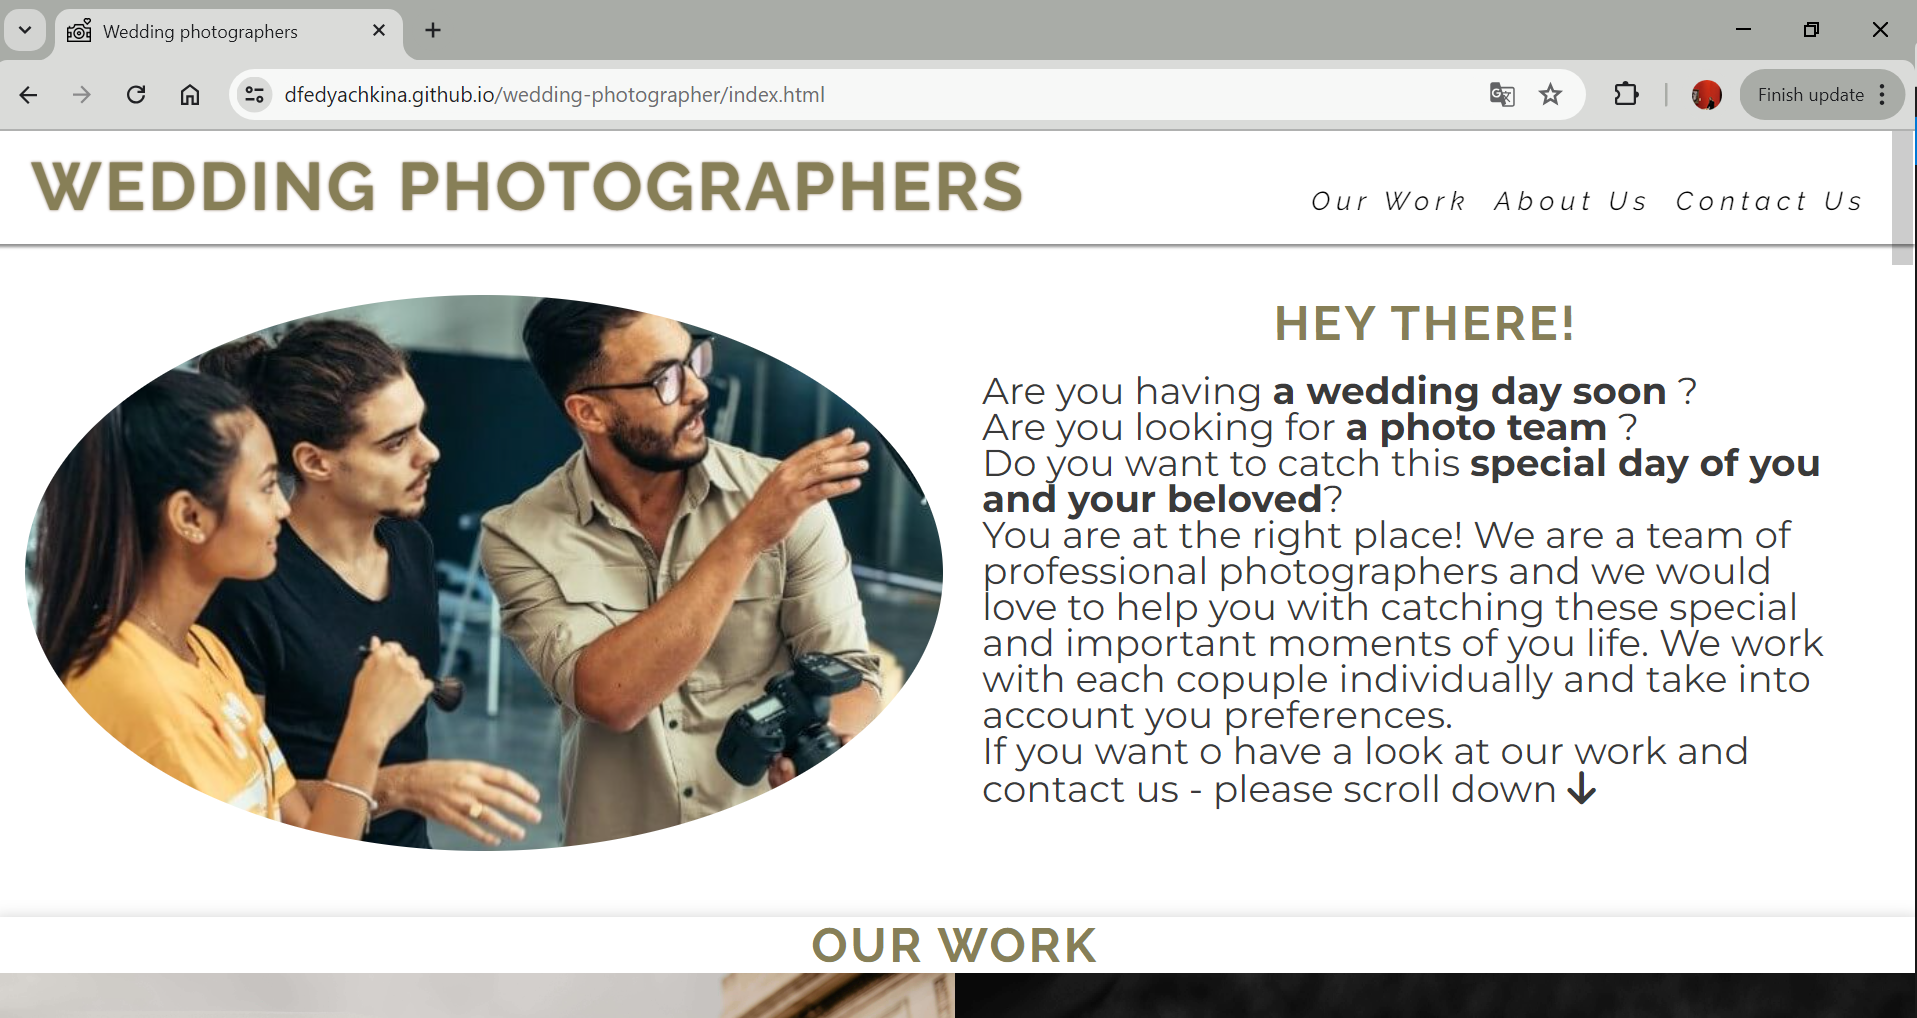 Wedding photographers
dfedyachkina.github.io/wedding-photographer/index.html
Finish update
WEDDING PHOTOGRAPHERS
Our Work About Us Contact Us
HEY THERE!
Are you having a wedding day soon ?
Are you looking for a photo team ?
Do you want to catch this special day of you
and your beloved?
You are at the right place! We are a team of
professional photographers and we would
love to help you with catching these special
and important moments of you life. We work
with each copuple individually and take into
account you preferences.
If you want o have a look at our work and
contact us - please scroll down
OUR WORK